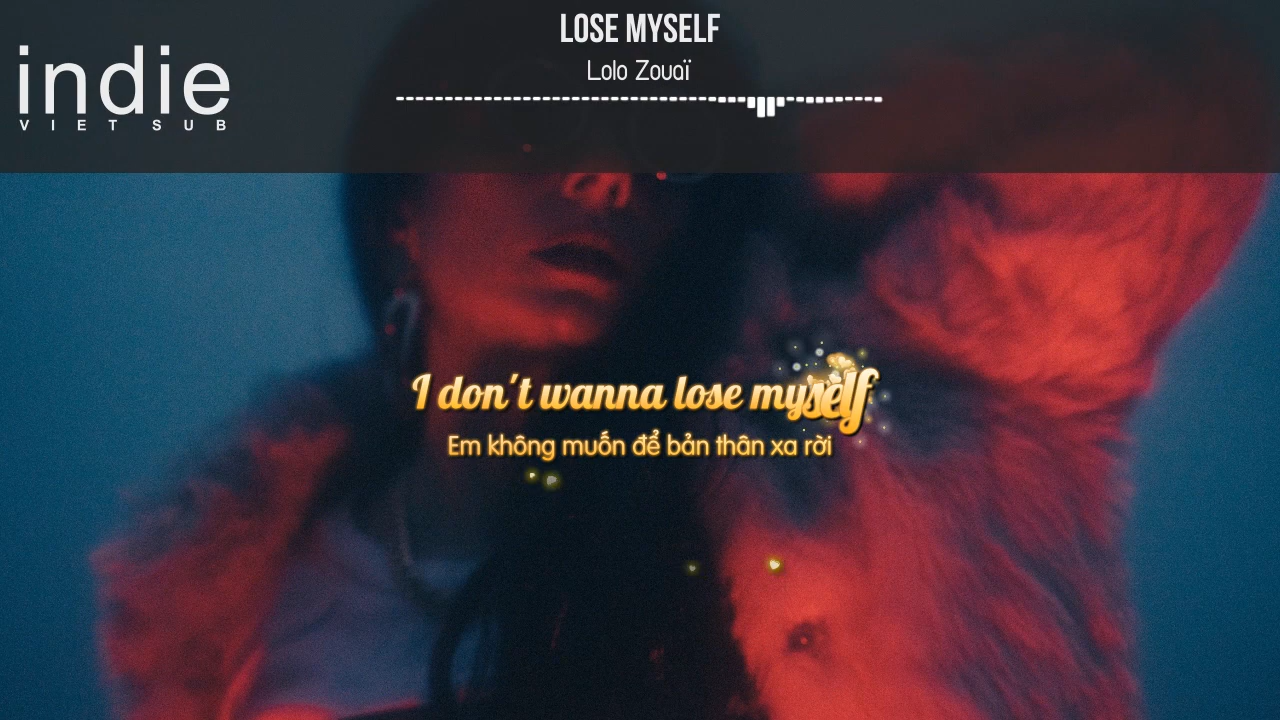 LOSE MYSELF
Lolo Zouaï
indie
VIET SUB
I don't wanna lose myself
Em không muốn để bản thân xa rời